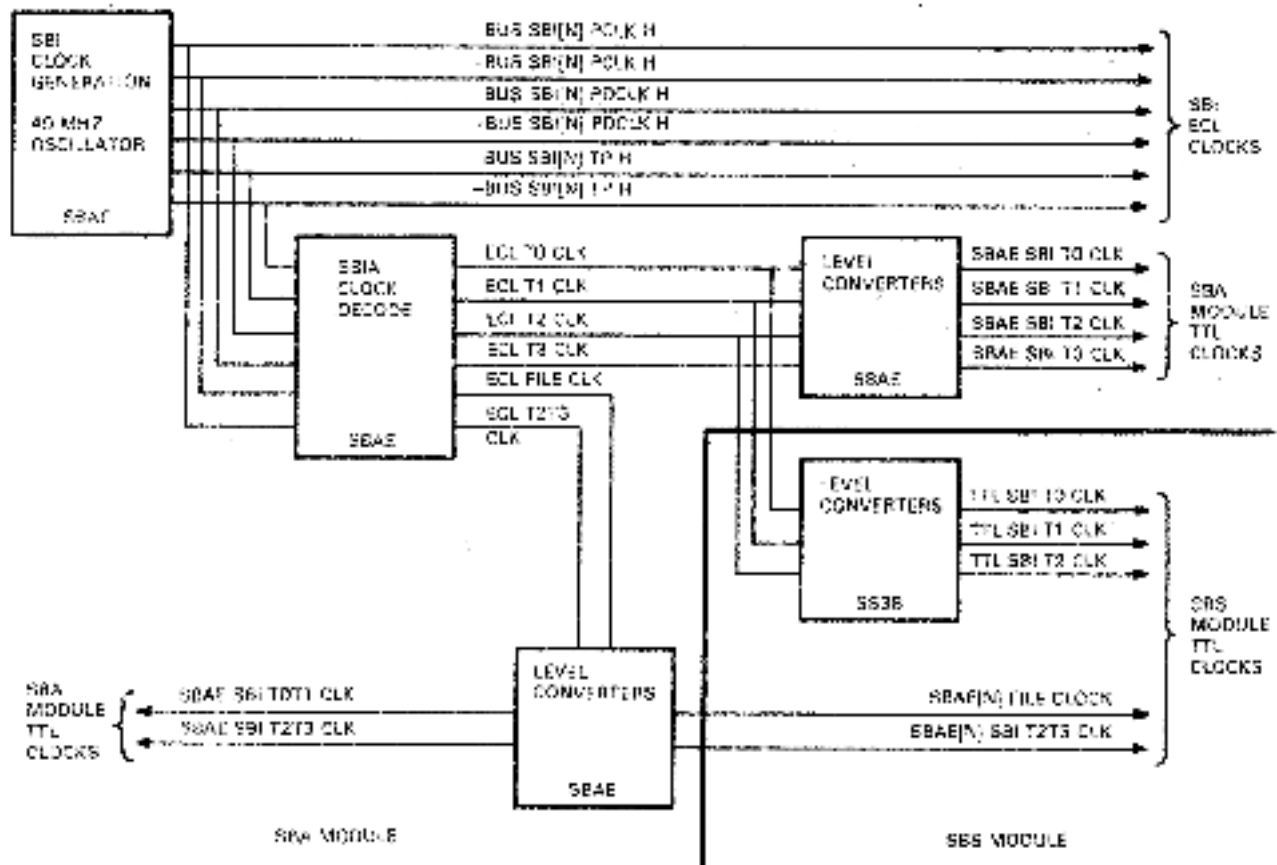 SBI
CLOCK
GENERATION
40 MHZ
OSCILLATOR
SBAE
BUS SBI[N] PCLK H
-BUS SBI[N] PCLK H
BUS SBI[N] PDCLK H
-BUS SBI[N] PDCLK H
BUS SBI[N] TP H
-BUS SBI[N] TP H
SBI
ECL
CLOCKS
SBIA
CLOCK
DECODE
SBAE
ECL T0 CLK
ECL T1 CLK
ECL T2 CLK
ECL T3 CLK
ECL FILE CLK
ECL T2T3
CLK
LEVEL
CONVERTERS
SBAE
SBAE SBI T0 CLK
SBAE SBI T1 CLK
SBAE SBI T2 CLK
SBAE SBI T3 CLK
SBA
MODULE
TTL
CLOCKS
LEVEL
CONVERTERS
TTL SBI T0 CLK
TTL SBI T1 CLK
TTL SBI T2 CLK
SBS
MODULE
TTL
CLOCKS
LEVEL
CONVERTERS
SBAE
SBA
MODULE
TTL
CLOCKS
SBAE SBI T0T1 CLK
SBAE SBI T2T3 CLK
SBAE[N] FILE CLOCK
SBAE[N] SBI T2T3 CLK
SBA MODULE
SBS MODULE